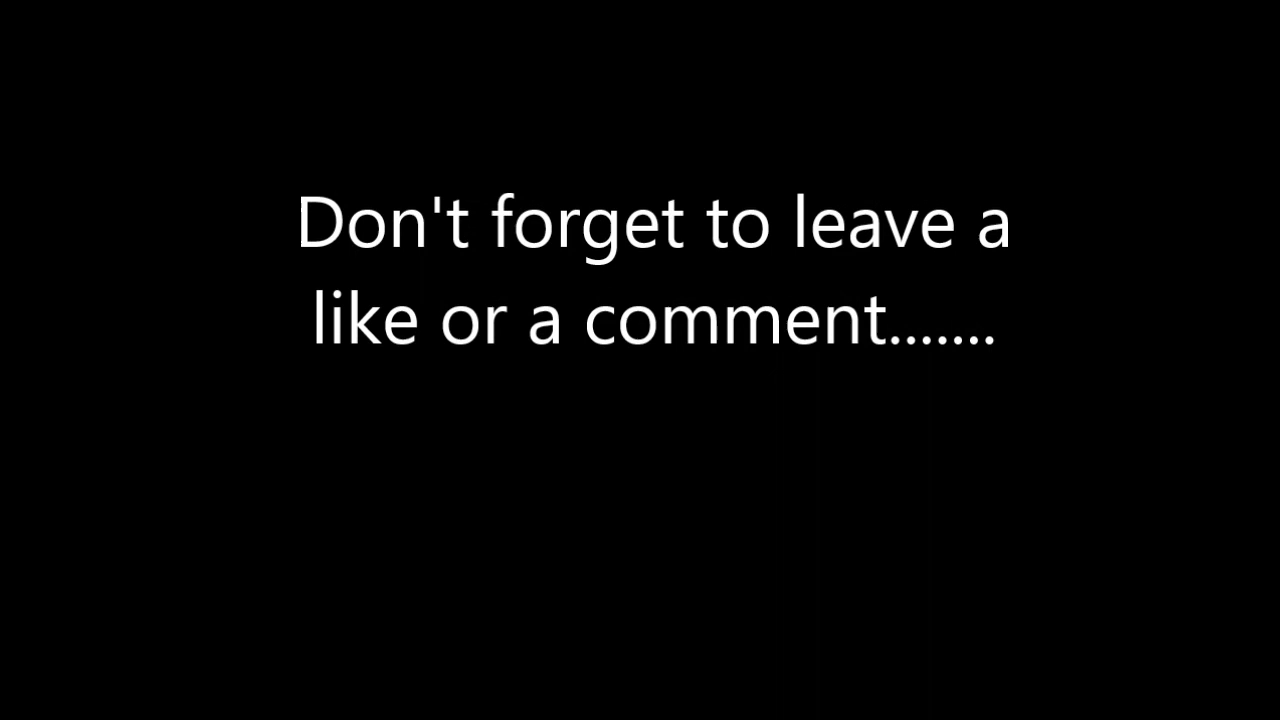 Don't forget to leave a
like or a comment.......